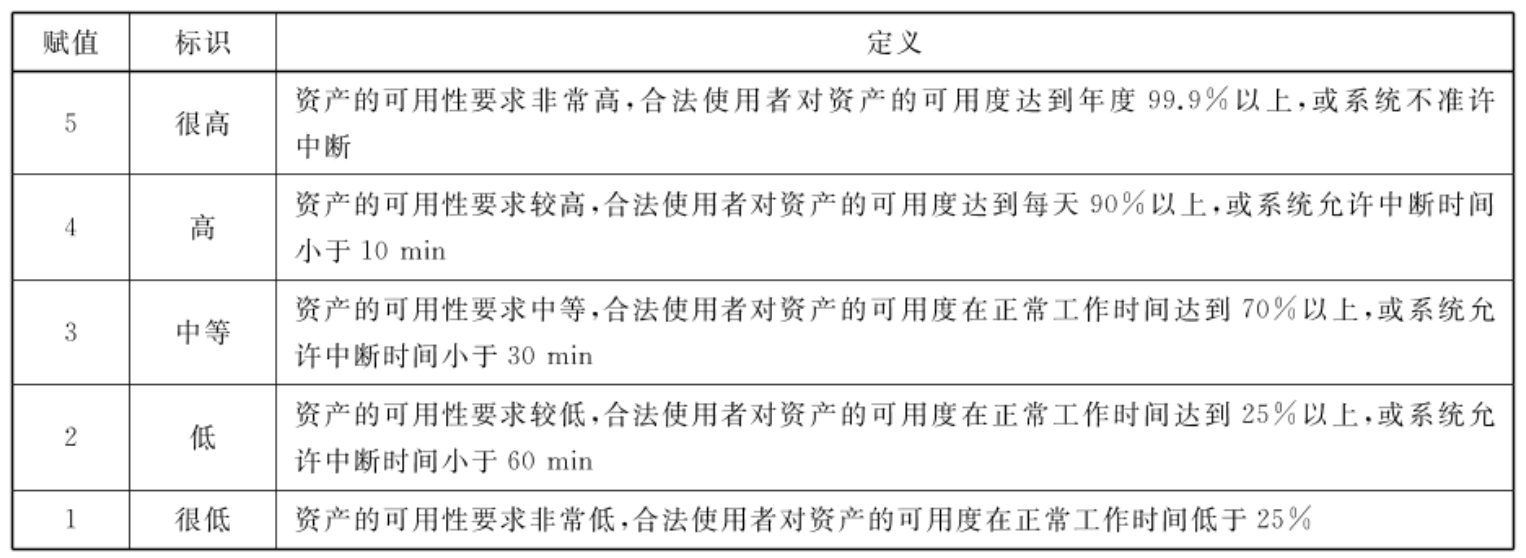 赋值 标识 定义
5 很高 资产的可用性要求非常高,合法使用者对资产的可用度达到年度 99.9%以上,或系统不准许
中断
4 高 资产的可用性要求较高,合法使用者对资产的可用度达到每天 90%以上,或系统允许中断时间
小于 10 min
3 中等 资产的可用性要求中等,合法使用者对资产的可用度在正常工作时间达到 70%以上,或系统允
许中断时间小于 30 min
2 低 资产的可用性要求较低,合法使用者对资产的可用度在正常工作时间达到 25%以上,或系统允
许中断时间小于 60 min
1 很低 资产的可用性要求非常低,合法使用者对资产的可用度在正常工作时间低于 25%